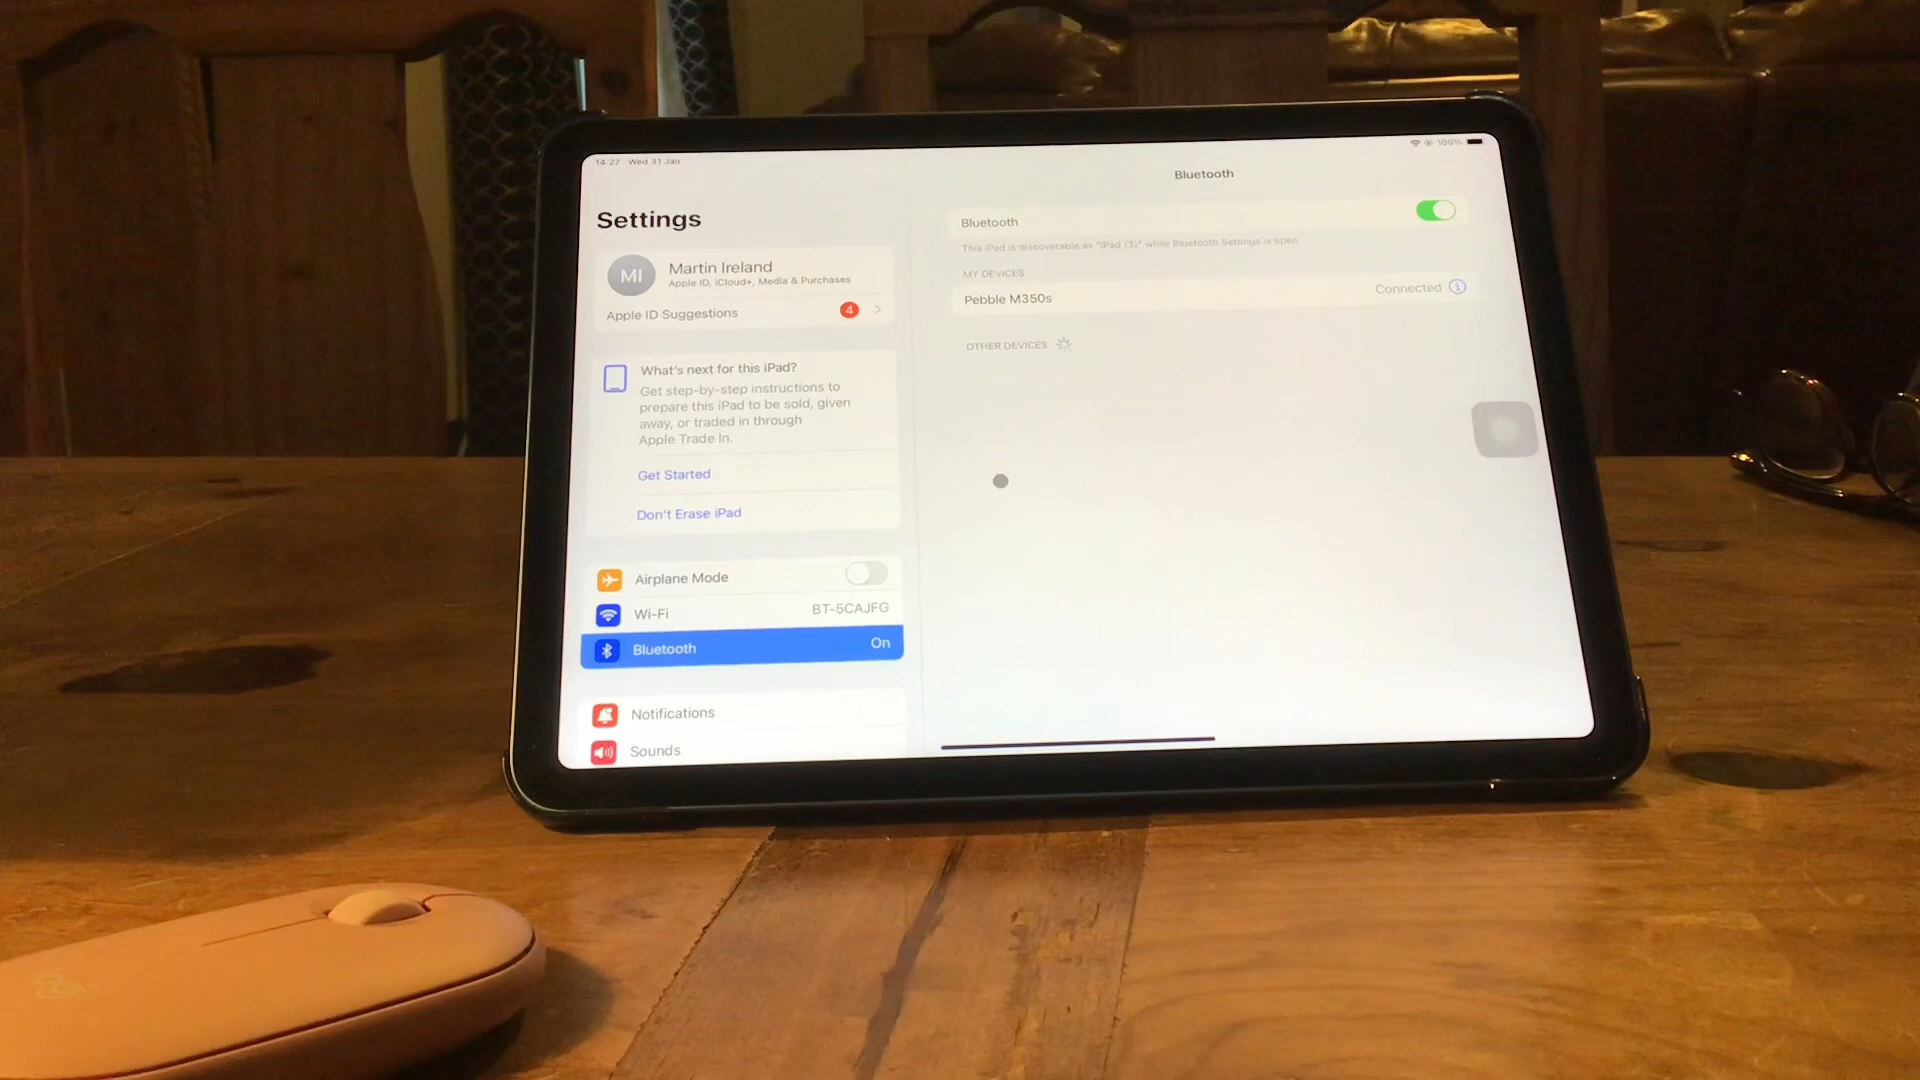 14:27 Wed 31 Jan
100%
Settings
MI
Martin Ireland
Apple ID, iCloud+, Media & Purchases
Apple ID Suggestions
4
What's next for this iPad?
Get step-by-step instructions to
prepare this iPad to be sold, given
away, or traded in through
Apple Trade In.
Get Started
Don't Erase iPad
Airplane Mode
Wi-Fi BT-5CAJFG
Bluetooth On
Notifications
Sounds
Bluetooth
Bluetooth
This iPad is discoverable as "iPad (3)" while Bluetooth Settings is open.
MY DEVICES
Pebble M350s Connected
OTHER DEVICES